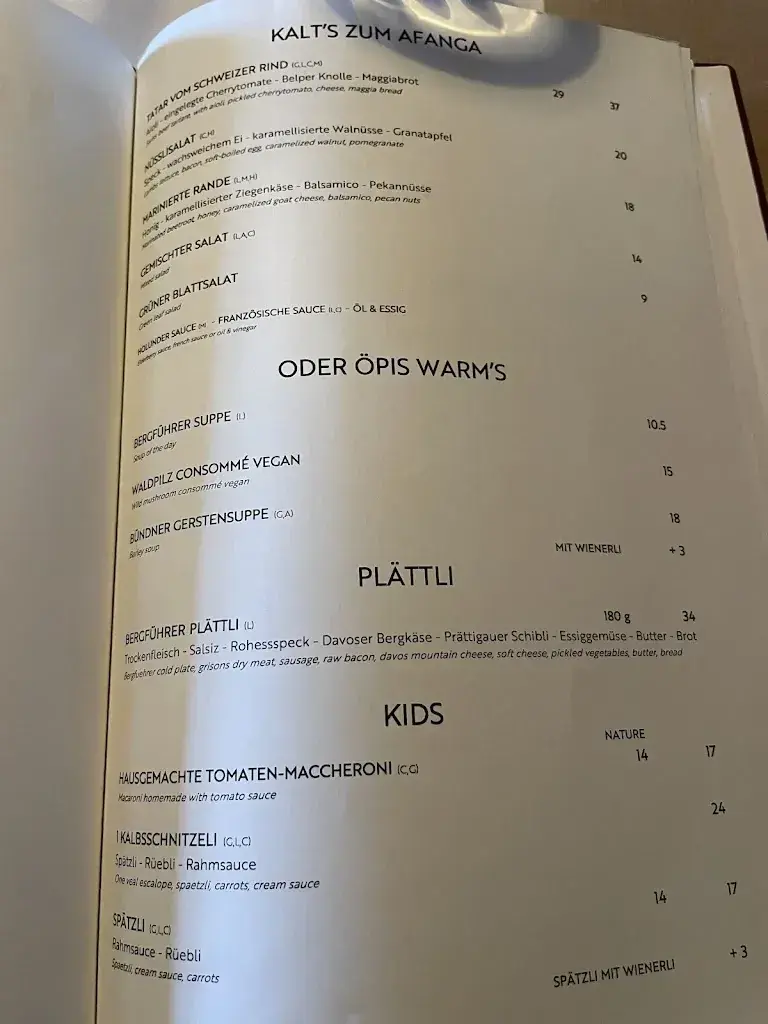 KALT'S ZUM AFANGA
TATAR VOM SCHWEIZER RIND (G,L,C,M)
Aioli - eingelegte Cherrytomate - Belper Knolle - Maggiabrot 29 37
Swiss beef tartare, with aioli, pickled cherrytomato, cheese, maggia bread
NÜSSLISALAT (C,H)
Speck - wachsweichem Ei - karamellisierte Walnüsse - Granatapfel 20
Lambs lettuce, bacon, soft-boiled egg, caramelized walnut, pomegranate
MARINIERTE RANDE (L,M,H)
Honig - karamellisierter Ziegenkäse - Balsamico - Pekannüsse 18
Marinated beetroot, honey, caramelized goat cheese, balsamico, pecan nuts
GEMISCHTER SALAT (L,A,C) 14
Mixed salad
GRÜNER BLATTSALAT 9
Green leaf salad
HOLUNDER SAUCE (M) - FRANZÖSISCHE SAUCE (L,C) - ÖL & ESSIG
Elderberry sauce, french sauce or oil & vinegar
ODER ÖPIS WARM'S
BERGFÜHRER SUPPE (L) 10.5
Soup of the day
WALDPILZ CONSOMMÉ VEGAN 15
Wild mushroom consommé vegan
BÜNDNER GERSTENSUPPE (G,A) 18
Barley soup
MIT WIENERLI + 3
PLÄTTLI
BERGFÜHRER PLÄTTLI (L) 180 g 34
Trockenfleisch - Salsiz - Rohessspeck - Davoser Bergkäse - Prättigauer Schibli - Essiggemüse - Butter - Brot
Bergfuehrer cold plate, grisons dry meat, sausage, raw bacon, davos mountain cheese, soft cheese, pickled vegetables, butter, bread
KIDS
NATURE
HAUSGEMACHTE TOMATEN-MACCHERONI (C,G) 14 17
Macaroni homemade with tomato sauce
1 KALBSSCHNITZELI (G,L,C) 24
Spätzli - Rüebli - Rahmsauce
One veal escalope, spaetzli, carrots, cream sauce
SPÄTZLI (G,L,C) 14 17
Rahmsauce - Rüebli
Spaetzli, cream sauce, carrots
SPÄTZLI MIT WIENERLI + 3